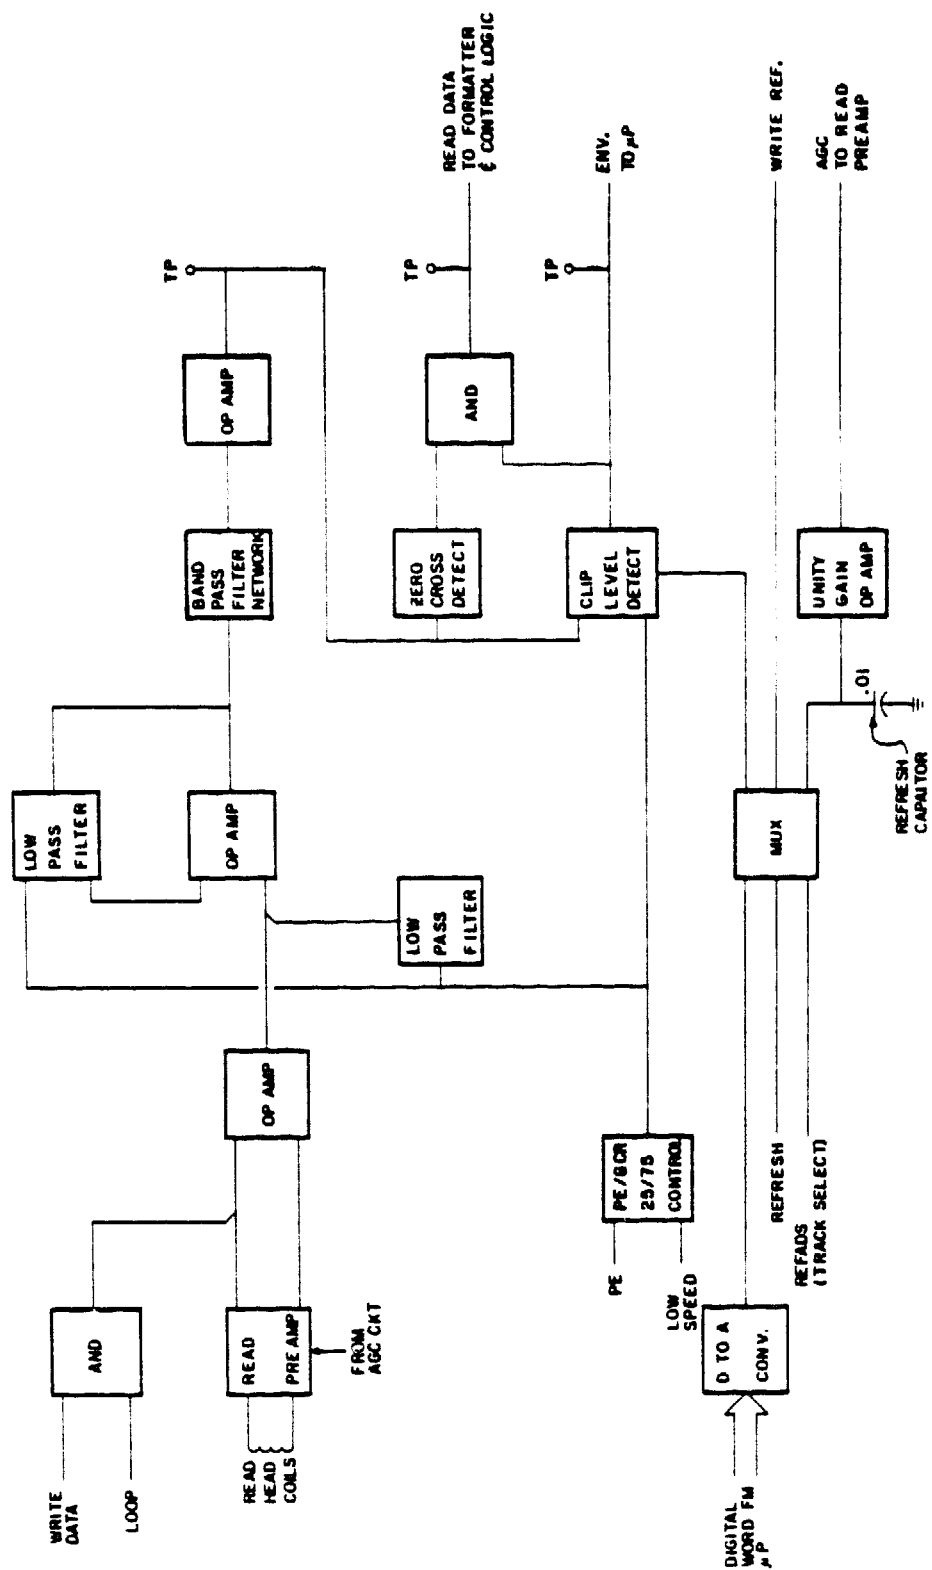 WRITE
DATA
LOOP
AND
READ
HEAD
COILS
READ
PREAMP
FROM
AGC CKT
OP AMP
LOW
PASS
FILTER
OP AMP
LOW
PASS
FILTER
BAND
PASS
FILTER
NETWORK
OP AMP
TP
ZERO
CROSS
DETECT
AND
TP
READ DATA
TO FORMATTER
& CONTROL LOGIC
CLIP
LEVEL
DETECT
TP
ENV.
TO µP
PE
LOW
SPEED
PE/GCR
25/75
CONTROL
DIGITAL
WORD FM
µP
D TO A
CONV.
REFRESH
REFADS
(TRACK SELECT)
MUX
WRITE REF.
REFRESH
CAPAITOR
.01
UNITY
GAIN
OP AMP
AGC
TO READ
PREAMP